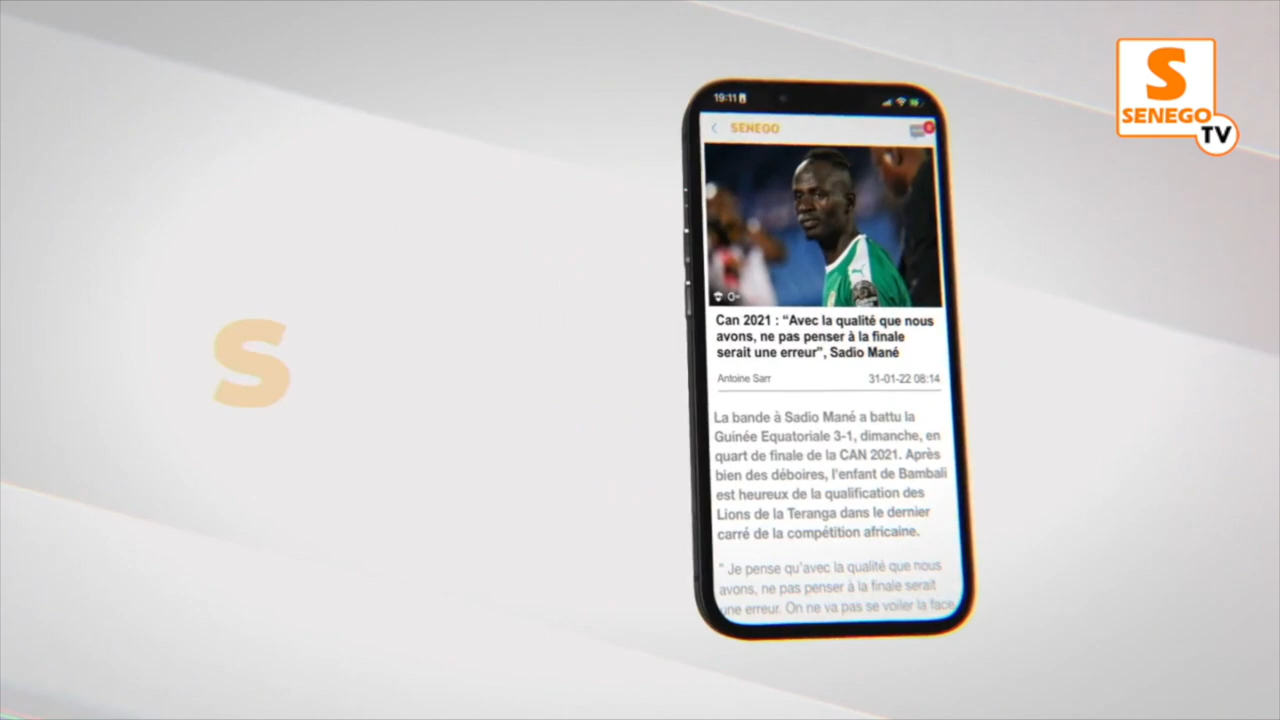 S
SENEGO
TV
19:11
SENEGO
Can 2021 : “Avec la qualité que nous
avons, ne pas penser à la finale
serait une erreur”, Sadio Mané
Antoine Sarr
31-01-22 08:14
La bande à Sadio Mané a battu la
Guinée Equatoriale 3-1, dimanche, en
quart de finale de la CAN 2021. Après
bien des déboires, l'enfant de Bambali
est heureux de la qualification des
Lions de la Teranga dans le dernier
carré de la compétition africaine.
" Je pense qu'avec la qualité que nous
avons, ne pas penser à la finale serait
une erreur. On ne va pas se voiler la face
S